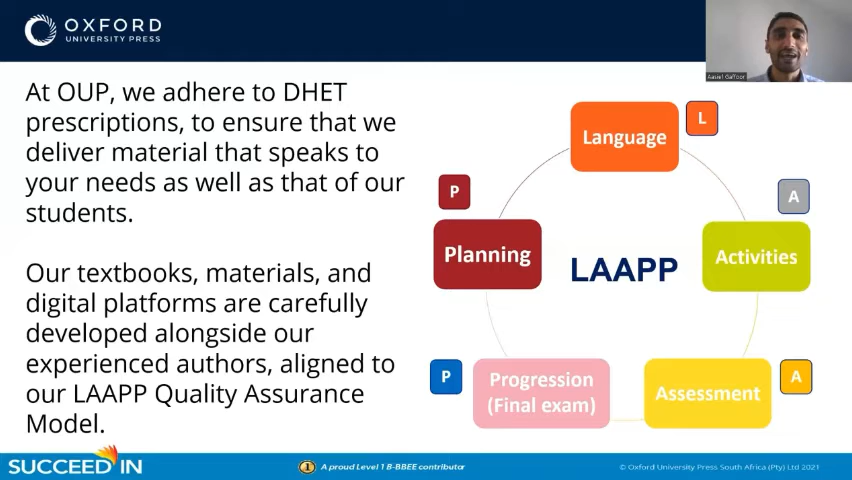 OXFORD
UNIVERSITY PRESS
Aasief Gaffoor
At OUP, we adhere to DHET
prescriptions, to ensure that we
deliver material that speaks to
your needs as well as that of our
students.
Our textbooks, materials, and
digital platforms are carefully
developed alongside our
experienced authors, aligned to
our LAAPP Quality Assurance
Model.
Language
L
A
Activities
P
Planning
LAAPP
P
Progression
(Final exam)
Assessment
A
SUCCEED IN
1 A proud Level 1 B-BBEE contributor
© Oxford University Press South Africa (Pty) Ltd 2021